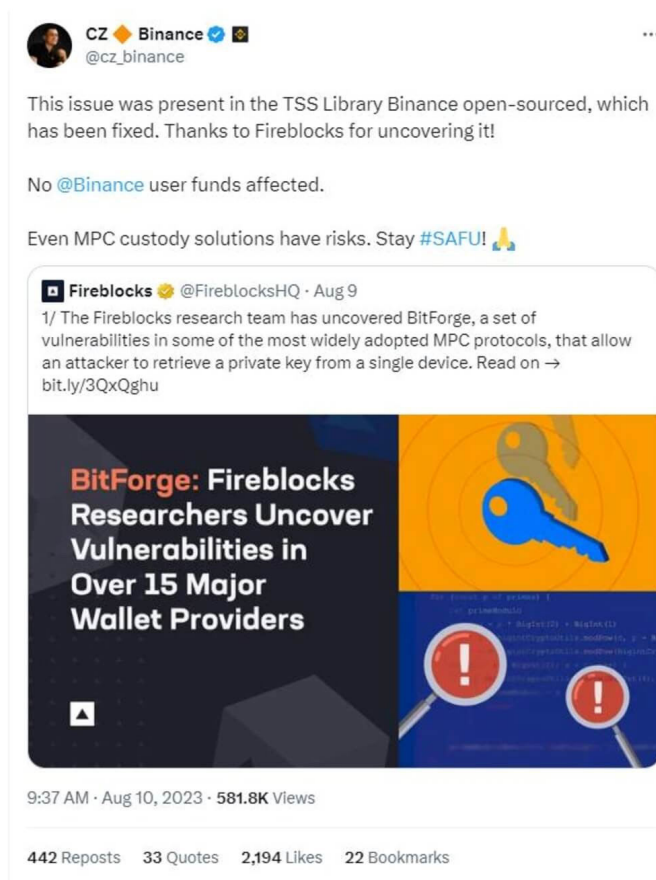 CZ 🔶 Binance
@cz_binance
This issue was present in the TSS Library Binance open-sourced, which
has been fixed. Thanks to Fireblocks for uncovering it!
No @Binance user funds affected.
Even MPC custody solutions have risks. Stay #SAFU! 🙏
Fireblocks @FireblocksHQ · Aug 9
1/ The Fireblocks research team has uncovered BitForge, a set of
vulnerabilities in some of the most widely adopted MPC protocols, that allow
an attacker to retrieve a private key from a single device. Read on →
bit.ly/3QxQghu
BitForge: Fireblocks
Researchers Uncover
Vulnerabilities in
Over 15 Major
Wallet Providers
9:37 AM · Aug 10, 2023 · 581.8K Views
442 Reposts 33 Quotes 2,194 Likes 22 Bookmarks